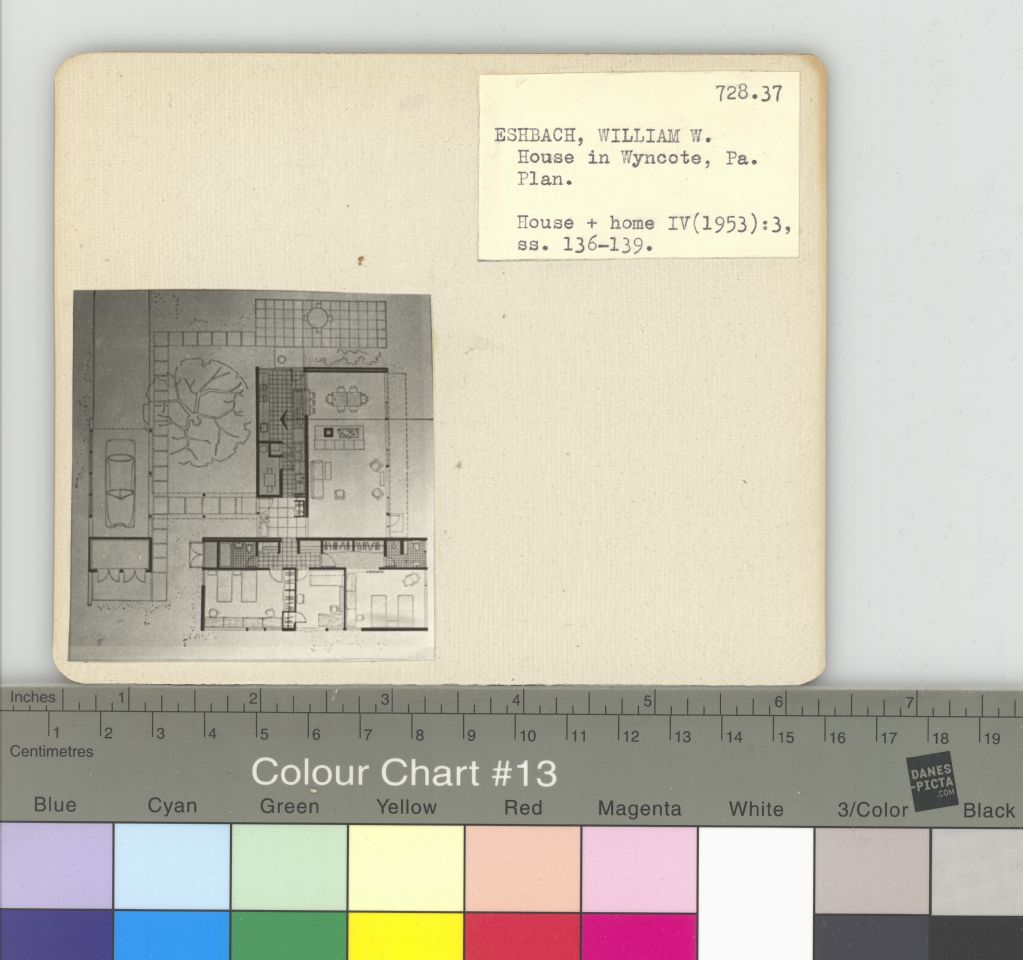 728.37
ESHBACH, WILLIAM W.
House in Wyncote, Pa.
Plan.
House + home IV(1953):3,
ss. 136-139.
Inches 1 2 3 4 5 6 7
1 2 3 4 5 6 7 8 9 10 11 12 13 14 15 16 17 18 19
Centimetres
Colour Chart #13
DANES
-PICTA
.COM
Blue Cyan Green Yellow Red Magenta White 3/Color Black